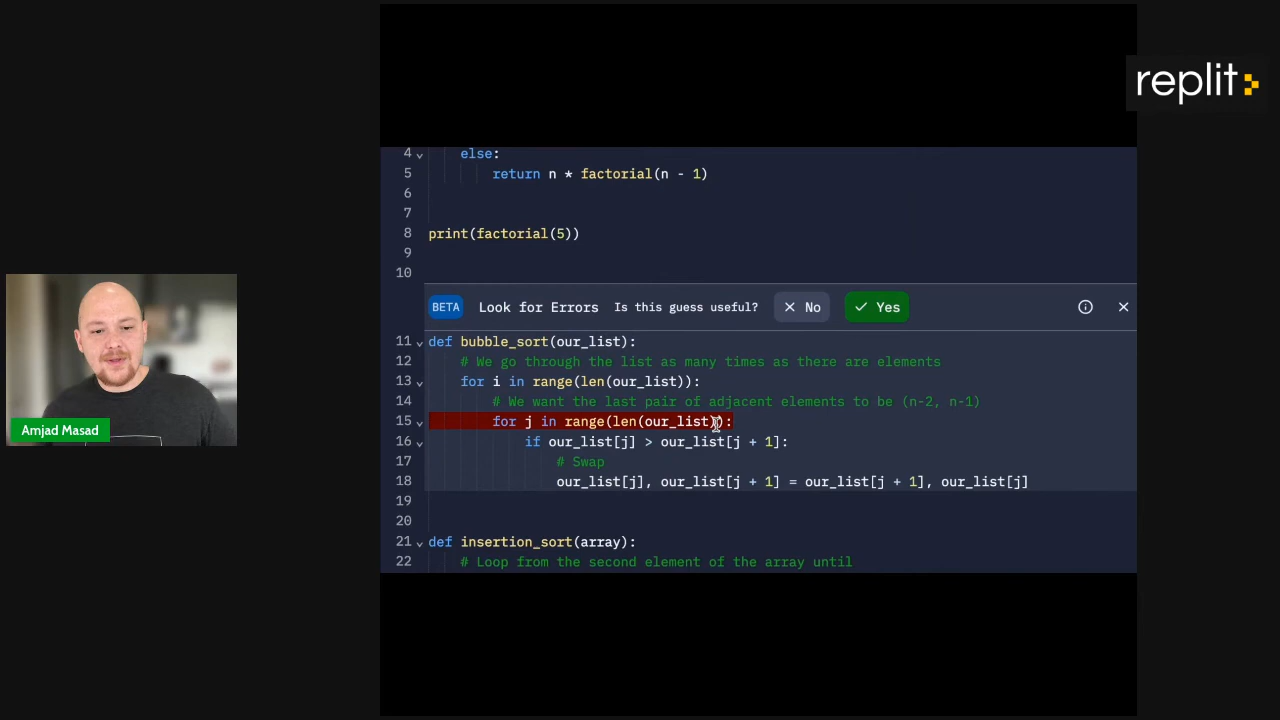 replit
4 else:
5 return n * factorial(n - 1)
6
7
8 print(factorial(5))
9
10
BETA Look for Errors Is this guess useful? No Yes
11 def bubble_sort(our_list):
12 # We go through the list as many times as there are elements
13 for i in range(len(our_list)):
14 # We want the last pair of adjacent elements to be (n-2, n-1)
15 for j in range(len(our_list)):
16 if our_list[j] > our_list[j + 1]:
17 # Swap
18 our_list[j], our_list[j + 1] = our_list[j + 1], our_list[j]
19
20
21 def insertion_sort(array):
22 # Loop from the second element of the array until
Amjad Masad